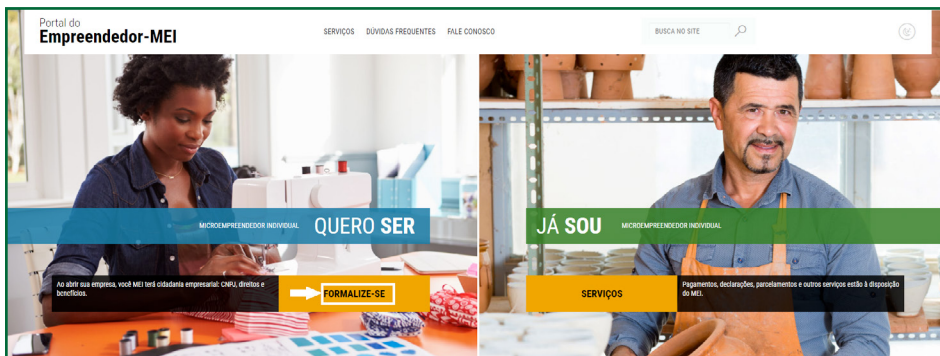 Portal do
Empreendedor-MEI
SERVIÇOS DÚVIDAS FREQUENTES FALE CONOSCO
BUSCA NO SITE
MICROEMPREENDEDOR INDIVIDUAL QUERO SER
JÁ SOU MICROEMPREENDEDOR INDIVIDUAL
Ao abrir sua empresa, você MEI terá cidadania empresarial: CNPJ, direitos e
benefícios.
FORMALIZE-SE
SERVIÇOS
Pagamentos, declarações, parcelamentos e outros serviços estão à disposição
do MEI.